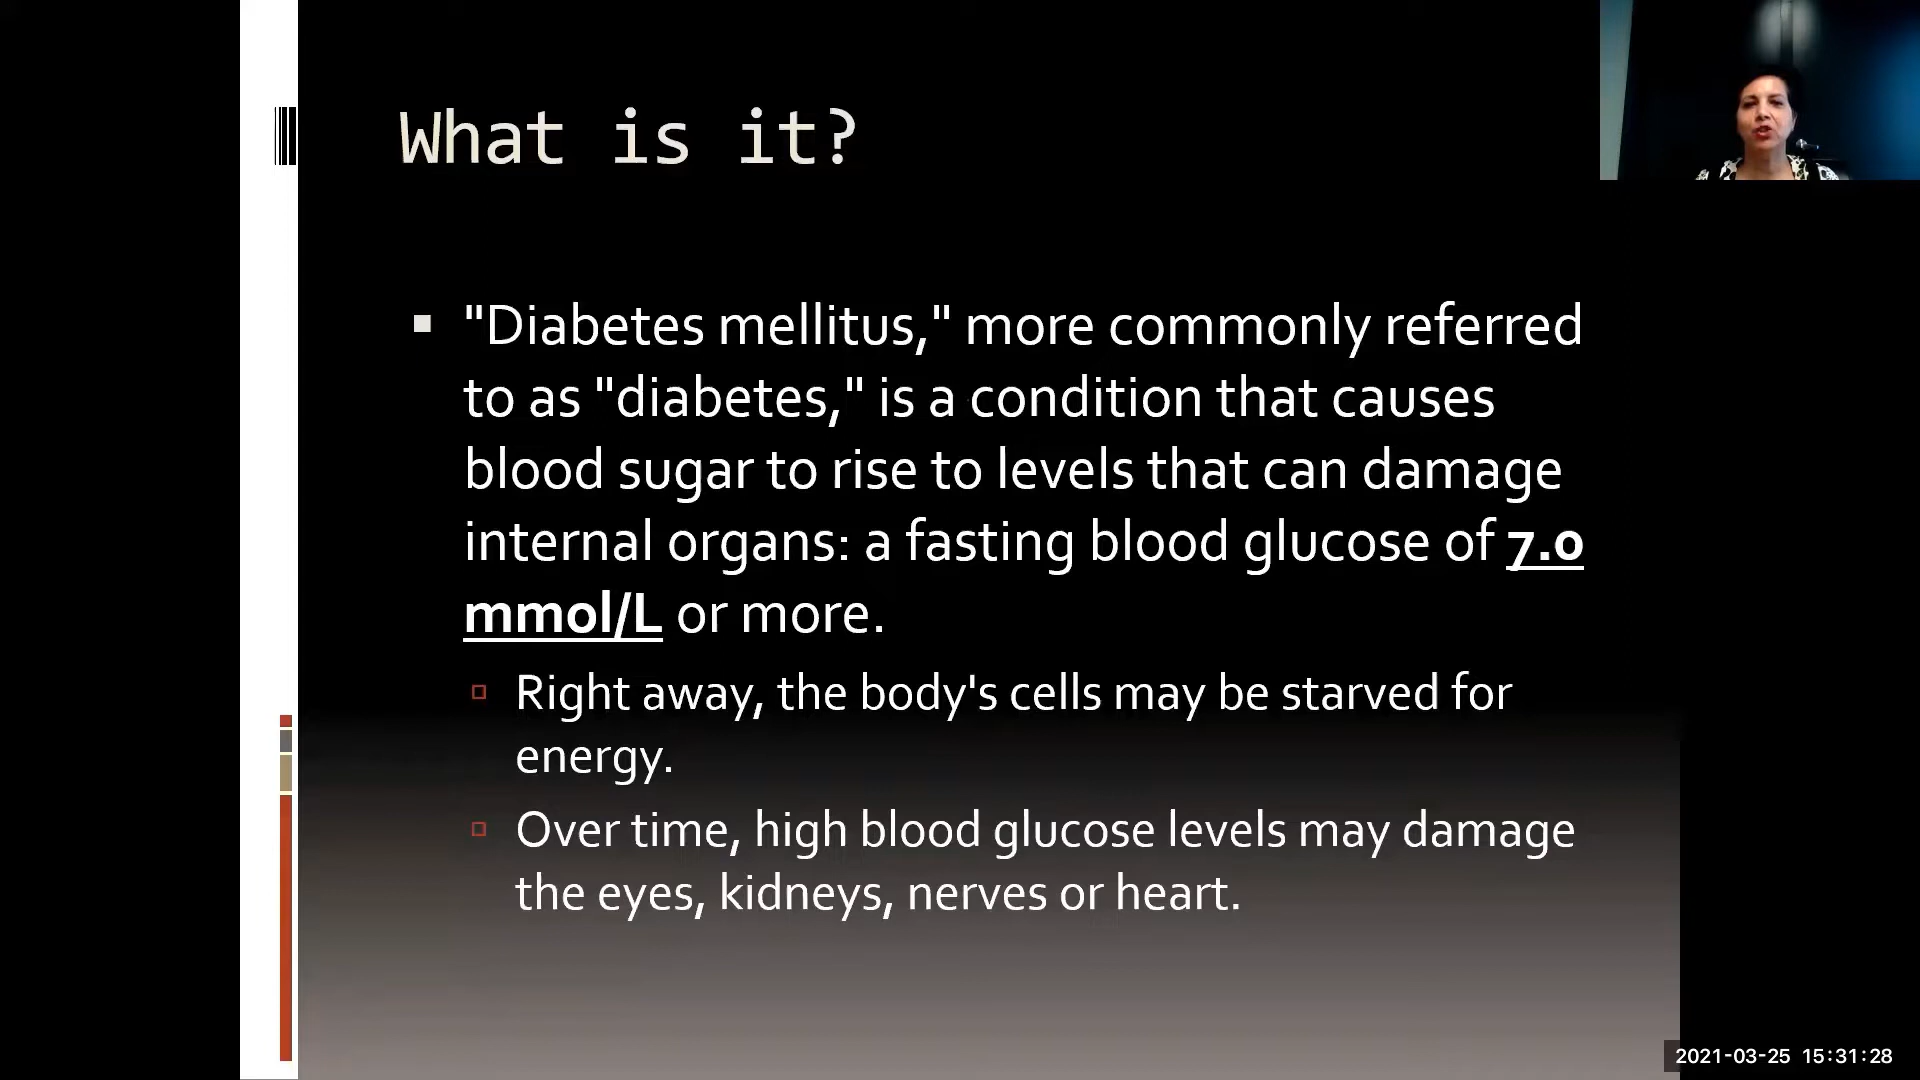 What is it?
"Diabetes mellitus," more commonly referred
to as "diabetes," is a condition that causes
blood sugar to rise to levels that can damage
internal organs: a fasting blood glucose of 7.0
mmol/L or more.
Right away, the body's cells may be starved for
energy.
Over time, high blood glucose levels may damage
the eyes, kidneys, nerves or heart.
2021-03-25 15:31:28